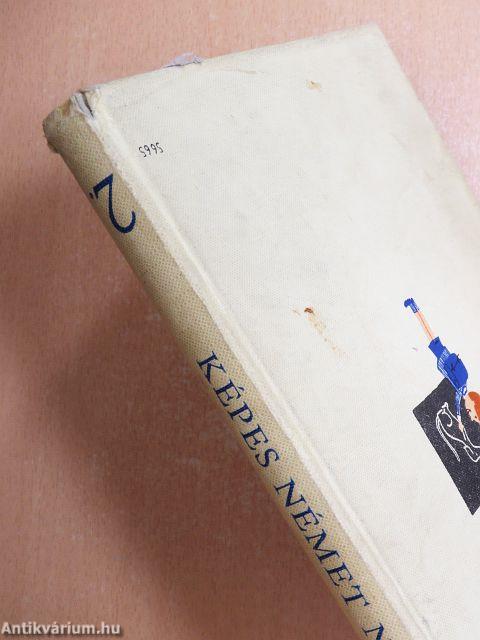 2.
KÉPES NÉMET
5995
Antikvárium.hu